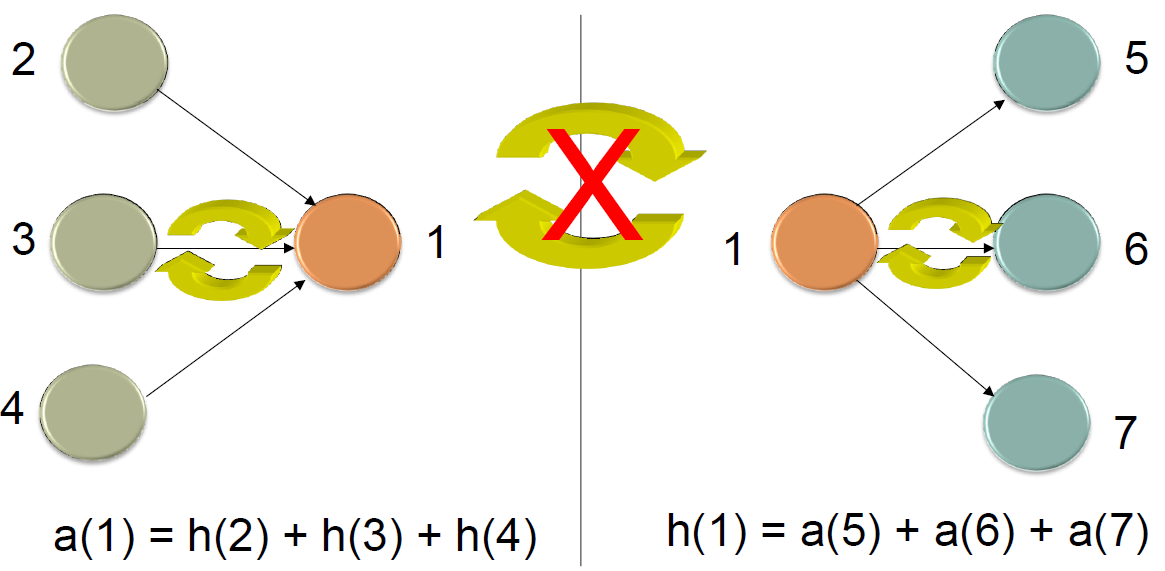 2
3
4
1
a(1) = h(2) + h(3) + h(4)
X
1
5
6
7
h(1) = a(5) + a(6) + a(7)